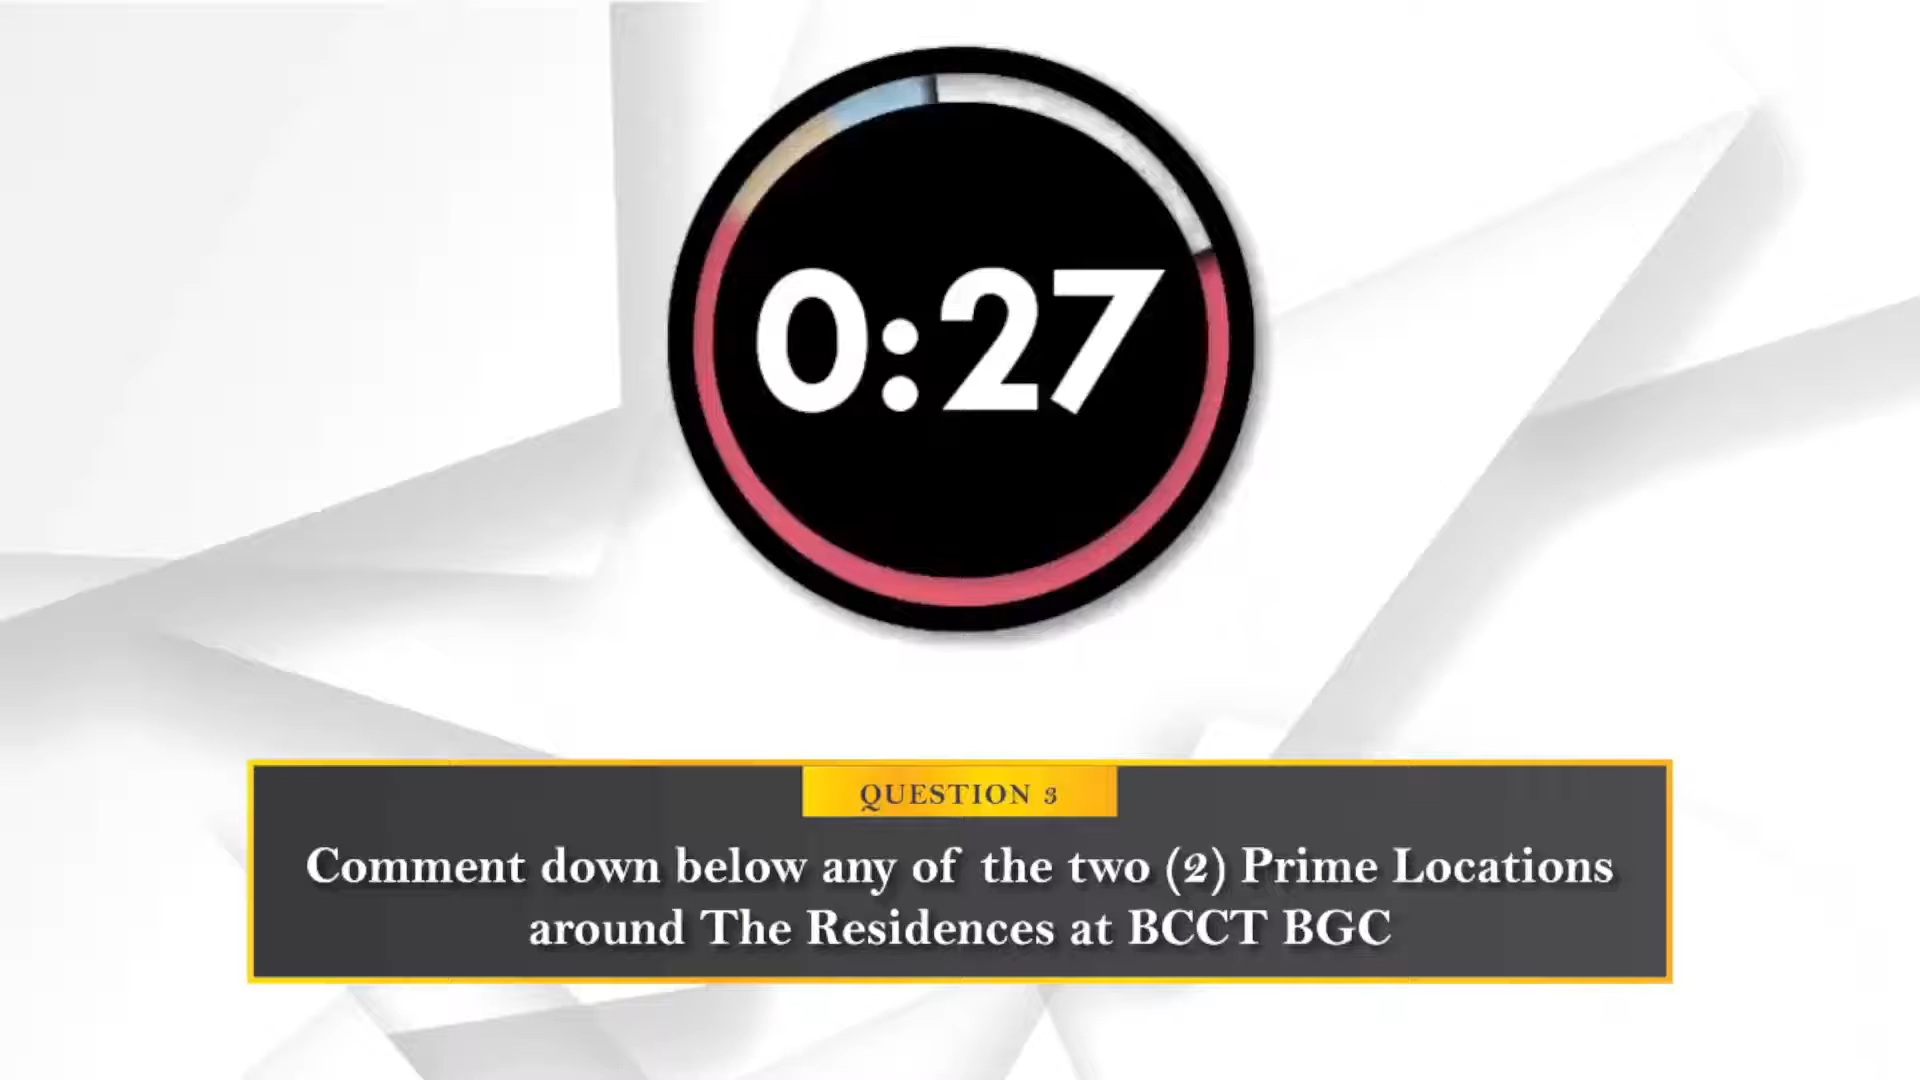 0:27
QUESTION 3
Comment down below any of the two (2) Prime Locations
around The Residences at BCCT BGC